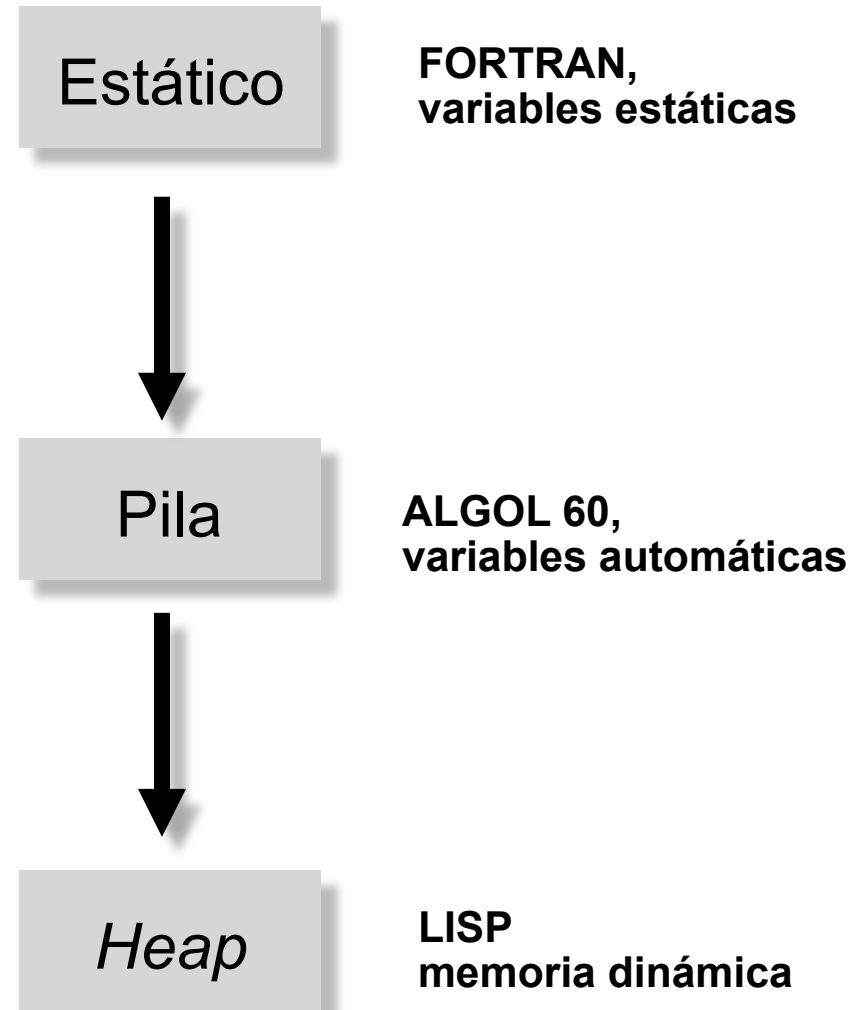 Estático
FORTRAN,
variables estáticas
Pila
ALGOL 60,
variables automáticas
Heap
LISP
memoria dinámica